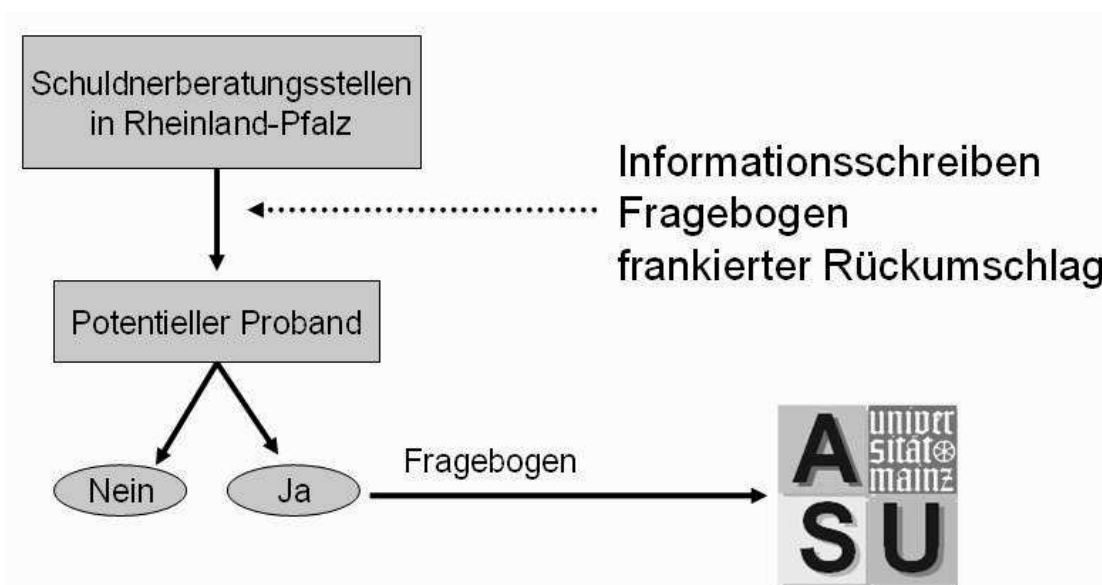 Schuldnerberatungsstellen
in Rheinland-Pfalz
Informationsschreiben
Fragebogen
frankierter Rückumschlag
Potentieller Proband
Nein
Ja
Fragebogen
A
univer
sität
mainz
S U